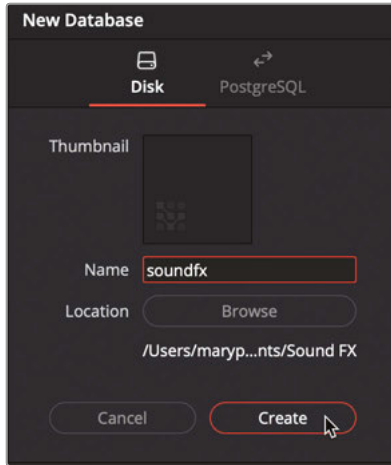 New Database
Disk PostgreSQL
Thumbnail
Name soundfx
Location Browse
/Users/maryp...nts/Sound FX
Cancel Create